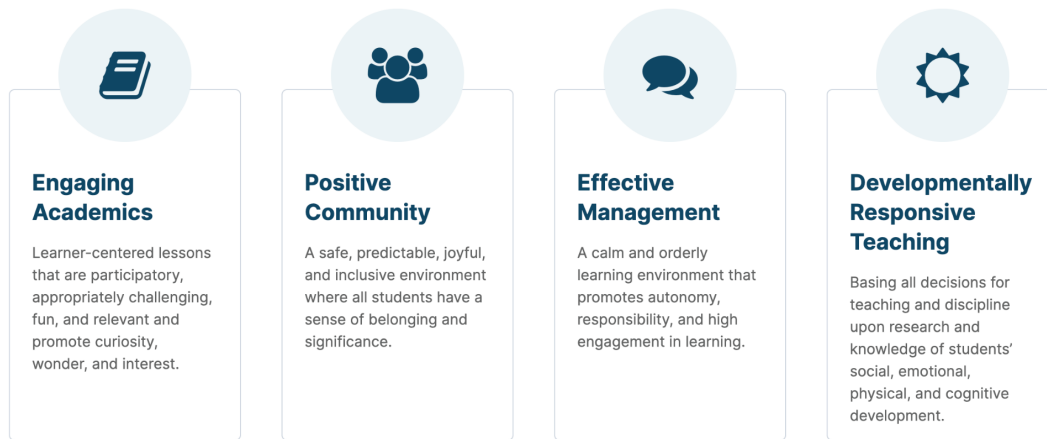 Engaging
Academics
Learner-centered lessons
that are participatory,
appropriately challenging,
fun, and relevant and
promote curiosity,
wonder, and interest.
Positive
Community
A safe, predictable, joyful,
and inclusive environment
where all students have a
sense of belonging and
significance.
Effective
Management
A calm and orderly
learning environment that
promotes autonomy,
responsibility, and high
engagement in learning.
Developmentally
Responsive
Teaching
Basing all decisions for
teaching and discipline
upon research and
knowledge of students’
social, emotional,
physical, and cognitive
development.